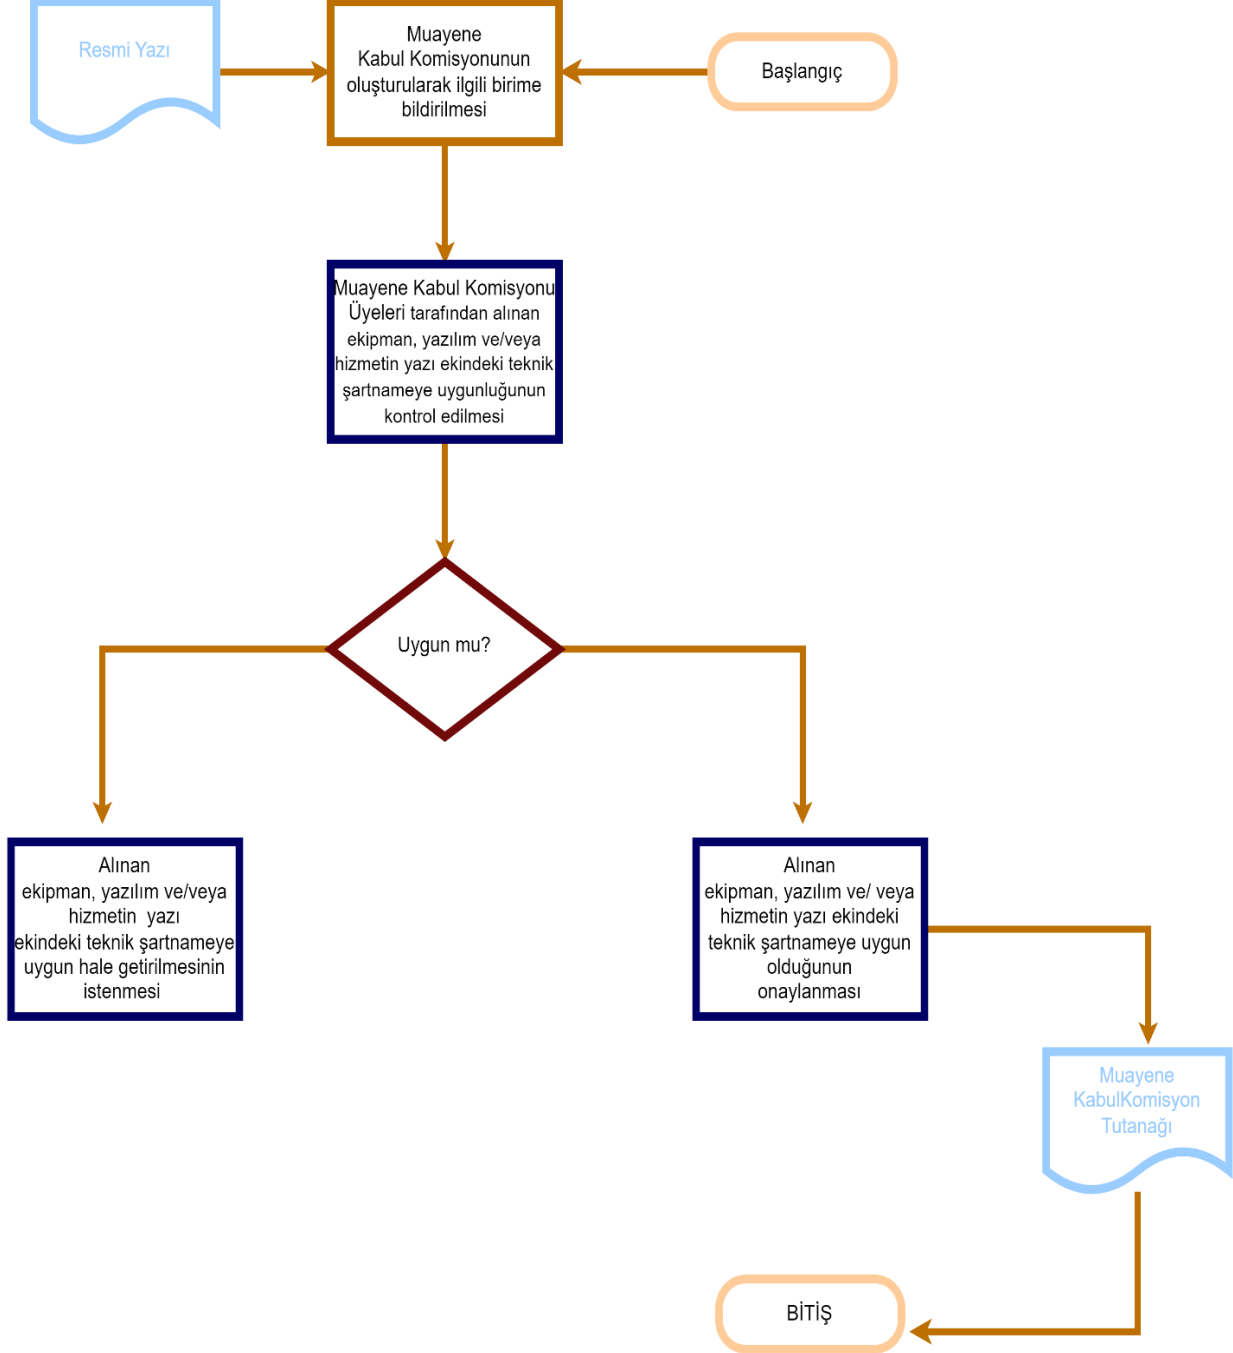 Resmi Yazı
Muayene
Kabul Komisyonunun
oluşturularak ilgili birime
bildirilmesi
Başlangıç
Muayene Kabul Komisyonu
Üyeleri tarafından alınan
ekipman, yazılım ve/veya
hizmetin yazı ekindeki teknik
şartnameye uygunluğunun
kontrol edilmesi
Uygun mu?
Alınan
ekipman, yazılım ve/veya
hizmetin yazı
ekindeki teknik şartnameye
uygun hale getirilmesinin
istenmesi
Alınan
ekipman, yazılım ve/ veya
hizmetin yazı ekindeki
teknik şartnameye uygun
olduğunun
onaylanması
Muayene
KabulKomisyon
Tutanağı
BİTİŞ